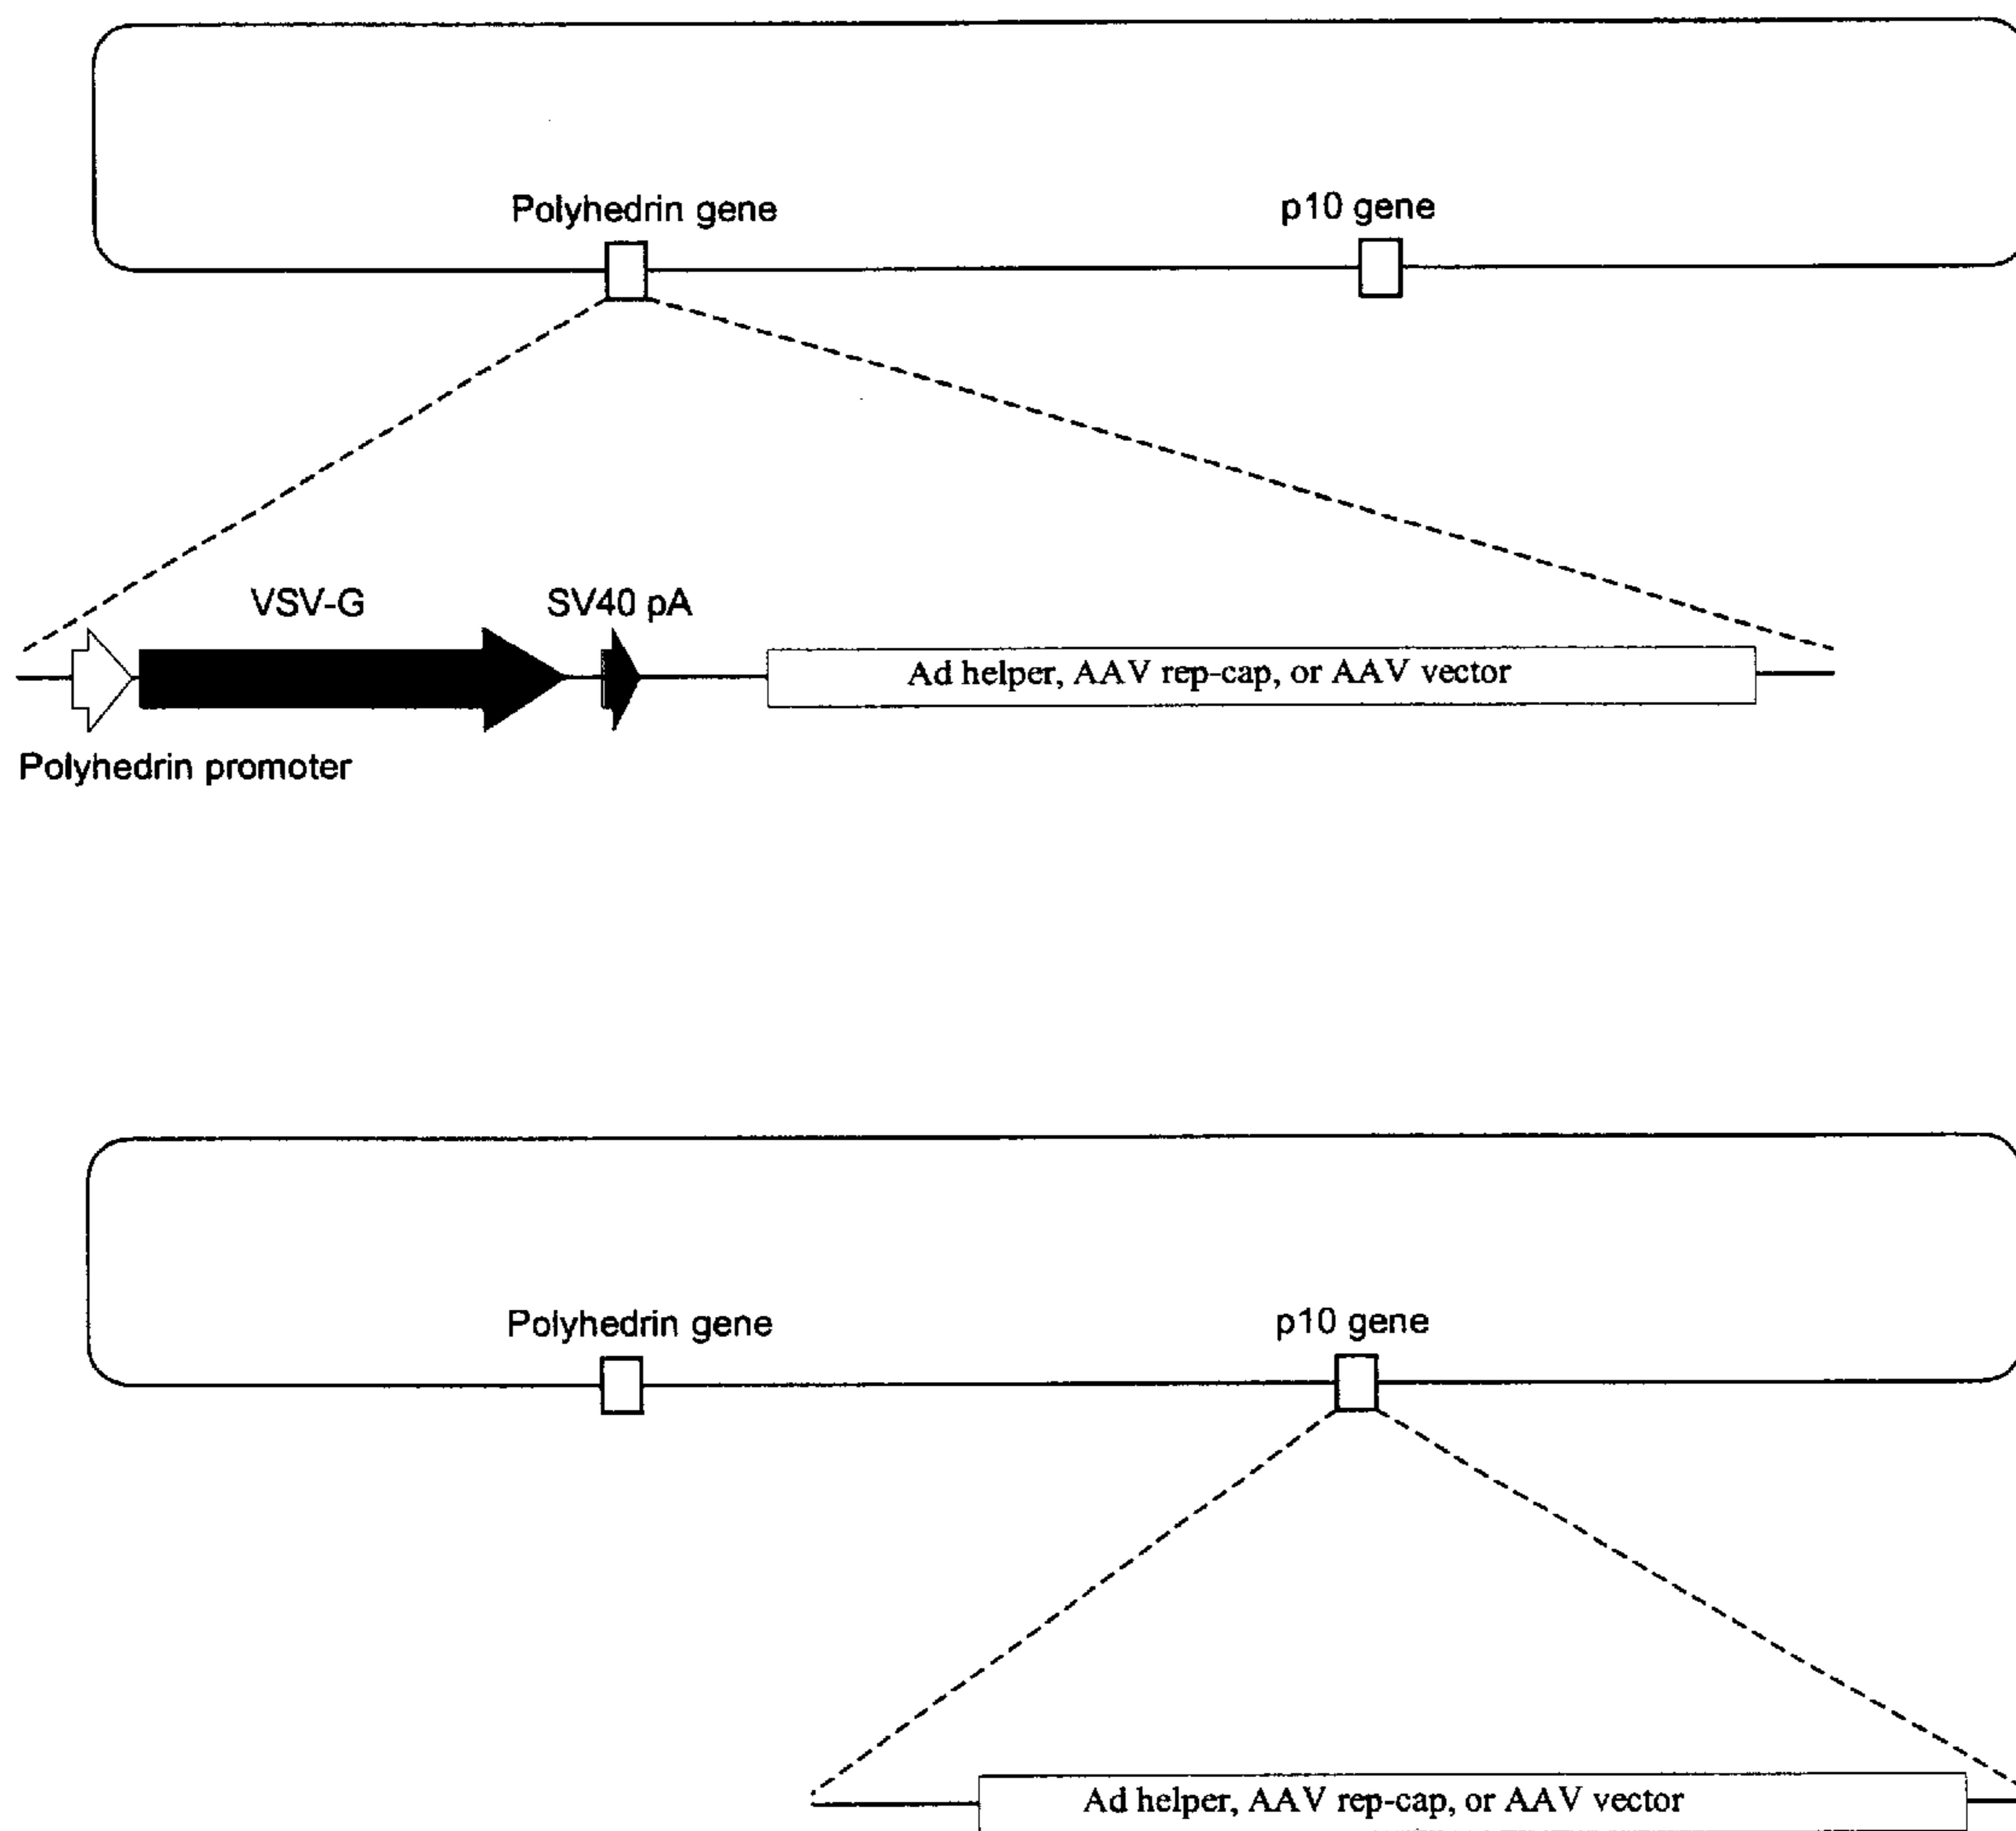 Polyhedrin gene
p10 gene
VSV-G
SV40 pA
Ad helper, AAV rep-cap, or AAV vector
Polyhedrin promoter
Polyhedrin gene
p10 gene
Ad helper, AAV rep-cap, or AAV vector